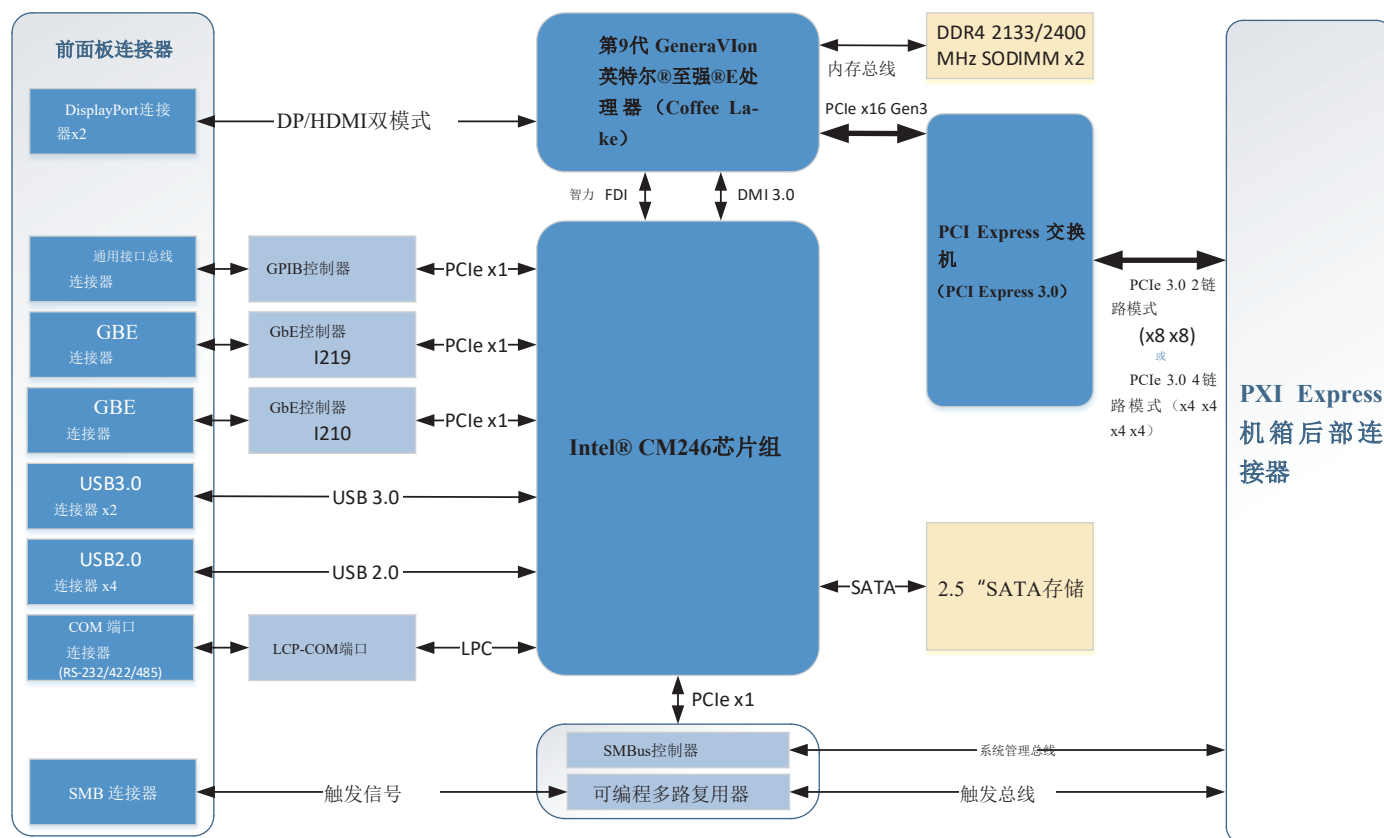 前面板连接器
DisplayPort连接
器x2
DP/HDMI双模式
第9代 GeneraVIon
英特尔®至强®E处
理器（Coffee La-
ke）
内存总线
DDR4 2133/2400
MHz SODIMM x2
PCIe x16 Gen3
智力 FDI
DMI 3.0
PCI Express 交换
机
（PCI Express 3.0）
PCIe 3.0 2链
路模式
(x8 x8)
或
PCIe 3.0 4链
路模式（x4 x4
x4 x4）
PXI Express
机箱后部连
接器
通用接口总线
连接器
GPIB控制器
PCIe x1
GBE
连接器
GbE控制器
I219
PCIe x1
GBE
连接器
GbE控制器
I210
PCIe x1
Intel® CM246芯片组
USB3.0
连接器 x2
USB 3.0
USB2.0
连接器 x4
USB 2.0
SATA
2.5“SATA存储
COM 端口
连接器
(RS-232/422/485)
LCP-COM端口
LPC
PCIe x1
SMBus控制器
系统管理总线
SMB 连接器
触发信号
可编程多路复用器
触发总线